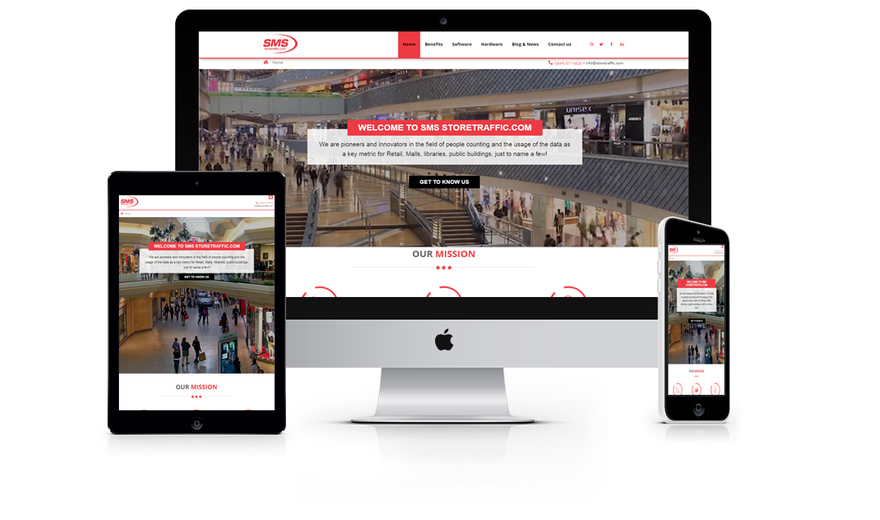 SMS
Home
Benefits
Software
Hardware
Blog & News
Contact us
Home
info@storetraffic.com
UNISEX
WELCOME TO SMS STORETRAFFIC.COM
We are pioneers and innovators in the field of people counting and the usage of the data as
a key metric for Retail, Malls, libraries, public buildings, just to name a few!
GET TO KNOW US
OUR MISSION
SMS
WELCOME TO SMS STORETRAFFIC.COM
We are pioneers and innovators in the field of people counting and the
usage of the data as a key metric for Retail, Malls, libraries, public buildings,
just to name a few!
GET TO KNOW US
OUR MISSION
WELCOME TO SMS
STORETRAFFIC.COM
OUR MISSION